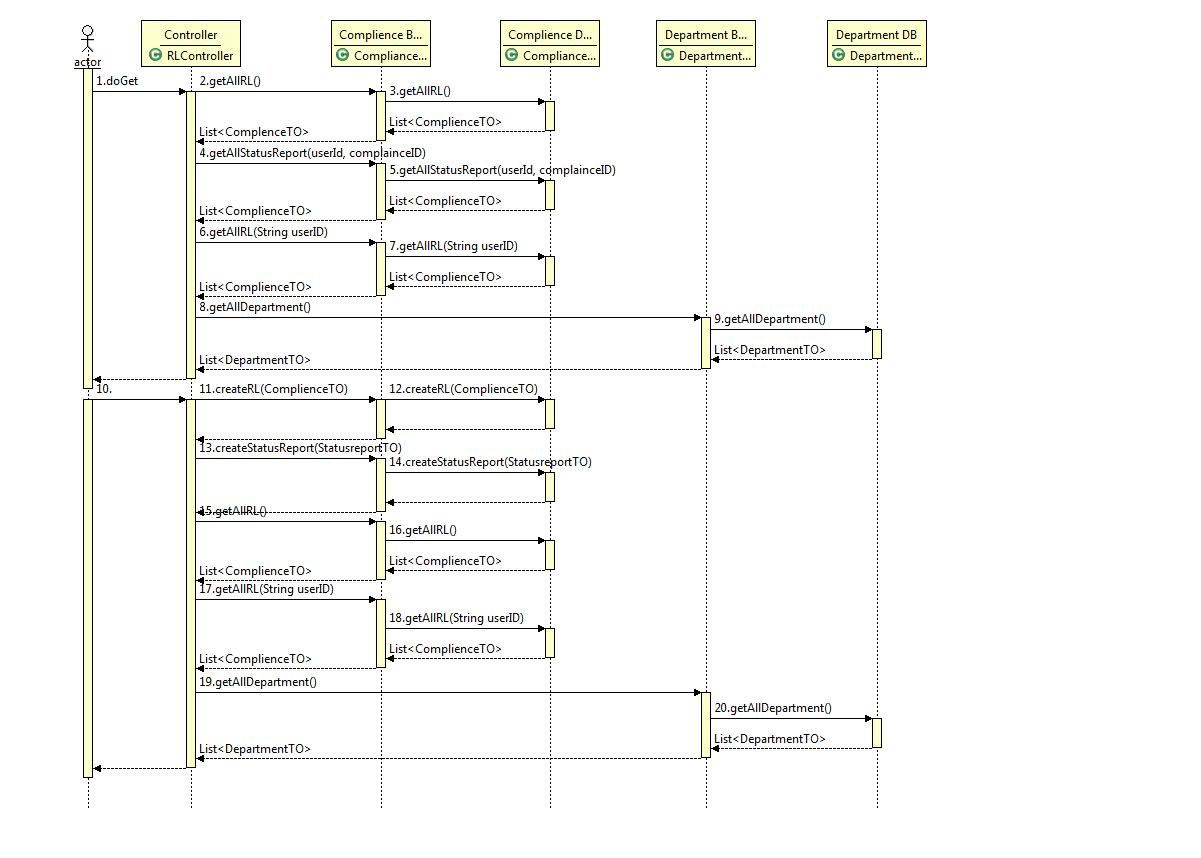 Controller
RLController
Complience B...
Compliance...
Complience D...
Compliance...
Department B...
Department...
Department DB
Department...
actor
1.doGet
2.getAllRL()
3.getAllRL()
List<ComplienceTO>
List<ComplenceTO>
4.getAllStatusReport(userId, complainceID)
5.getAllStatusReport(userId, complainceID)
List<ComplienceTO>
List<ComplienceTO>
6.getAllRL(String userID)
7.getAllRL(String userID)
List<ComplienceTO>
List<ComplienceTO>
8.getAllDepartment()
9.getAllDepartment()
List<DepartmentTO>
List<DepartmentTO>
10.
11.createRL(ComplienceTO)
12.createRL(ComplienceTO)
13.createStatusReport(StatusreportTO)
14.createStatusReport(StatusreportTO)
15.getAllRL()
16.getAllRL()
List<ComplienceTO>
List<ComplienceTO>
17.getAllRL(String userID)
18.getAllRL(String userID)
List<ComplienceTO>
List<ComplienceTO>
19.getAllDepartment()
20.getAllDepartment()
List<DepartmentTO>
List<DepartmentTO>